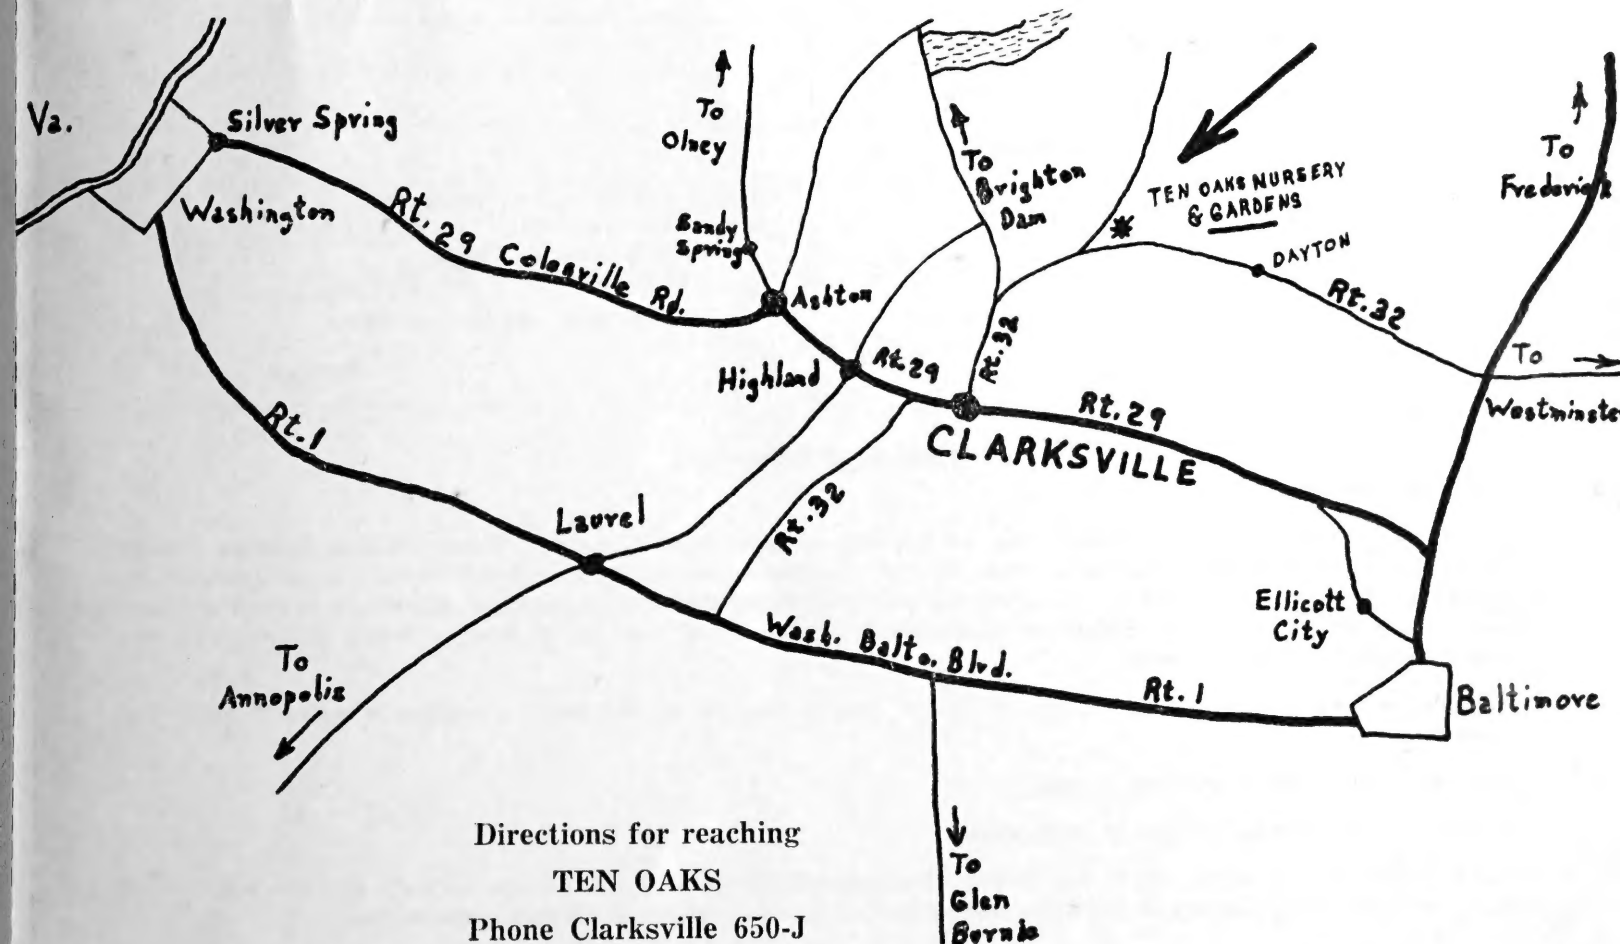 Va.
Silver Spring
Washington
Rt. 29 Colesville Rd.
To
Olney
Sandy
Spring
Ashton
Highland
Rt. 29
To
Brighton
Dam
Rt. 32
TEN OAKS NURSERY
& GARDENS
DAYTON
Rt. 32
To
Frederick
To
Westminste
Rt. 29
CLARKSVILLE
Rt. 1
Laurel
Rt. 32
Ellicott
City
To
Annopolis
Wash. Balto. Blvd.
Rt. 1
Baltimore
To
Glen
Burnie
Directions for reaching
TEN OAKS
Phone Clarksville 650-J